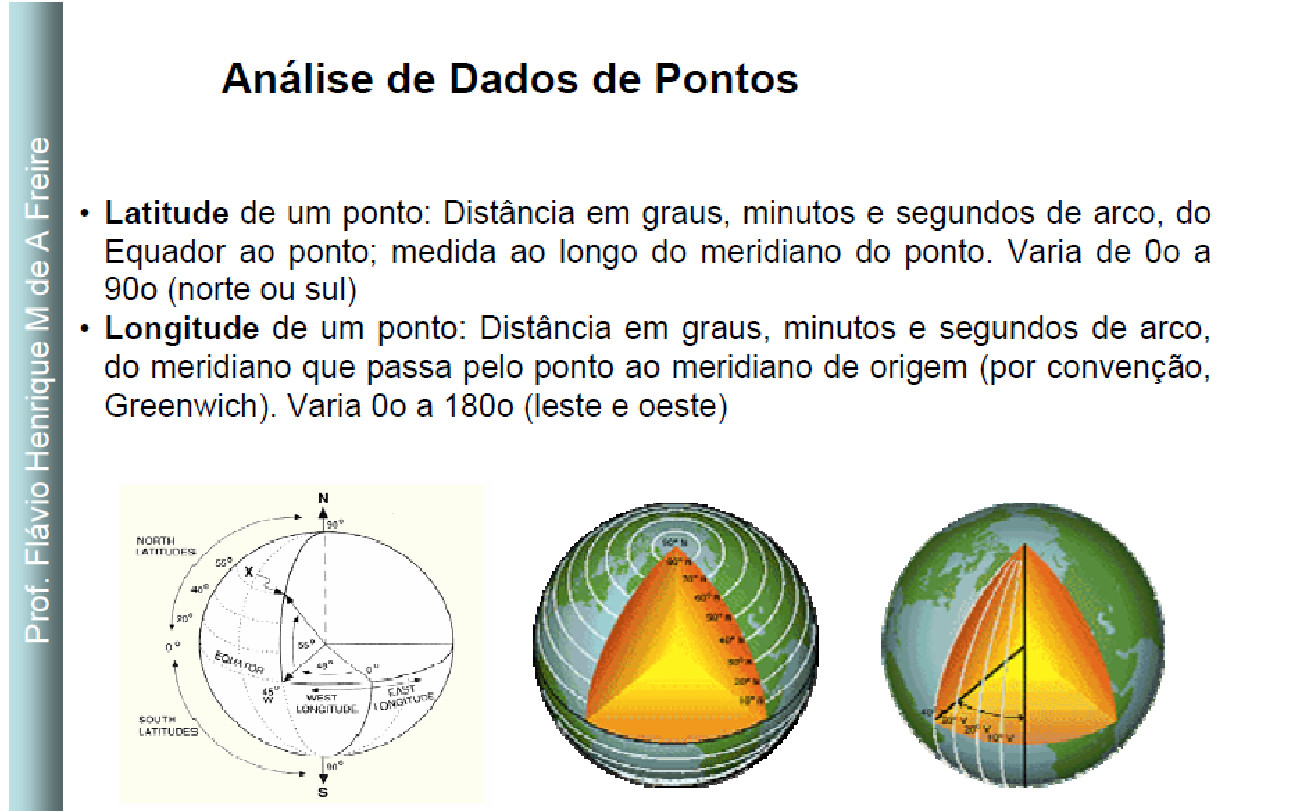 Análise de Dados de Pontos
Prof. Flávio Henrique M de A Freire
• Latitude de um ponto: Distância em graus, minutos e segundos de arco, do
Equador ao ponto; medida ao longo do meridiano do ponto. Varia de 0o a
90o (norte ou sul)
• Longitude de um ponto: Distância em graus, minutos e segundos de arco,
do meridiano que passa pelo ponto ao meridiano de origem (por convenção,
Greenwich). Varia 0o a 180o (leste e oeste)
N
90°
NORTH
LATITUDES
55°
X
40°
20°
0°
EQUATOR
55°
45°
0°
45°
W
WEST
LONGITUDE
EAST
LONGITUDE
SOUTH
LATITUDES
90°
S
90° N
80° N
70° N
60° N
50° N
40° N
30° N
20° N
10° N
40°
20° V
10° V